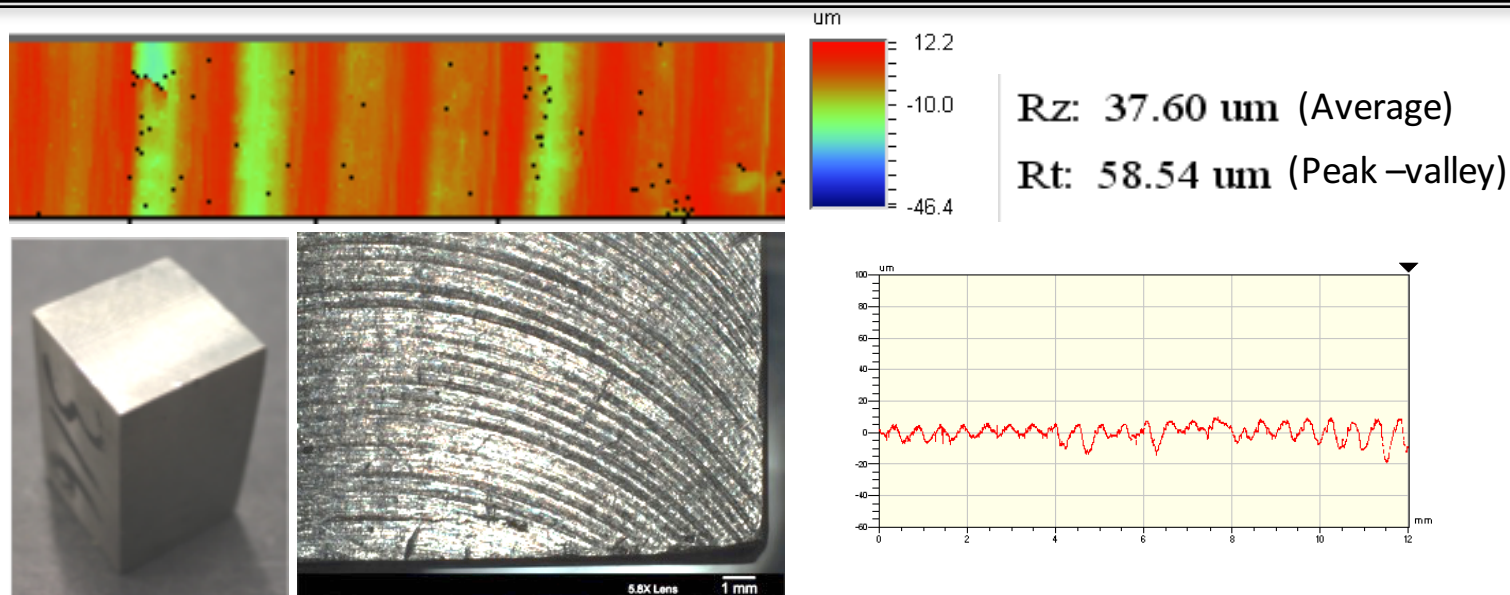 um
12.2
-10.0
-46.4
Rz: 37.60 um (Average)
Rt: 58.54 um (Peak –valley)
5.8X Lens
1 mm
um
100
80
60
40
20
0
-20
-40
-60
0 2 4 6 8 10 12
mm